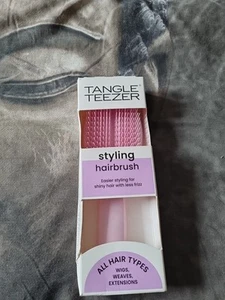 TANGLE
TEEZER
styling
hairbrush
Easier styling for
shiny hair with less frizz
ALL HAIR TYPES
WIGS,
WEAVES,
EXTENSIONS